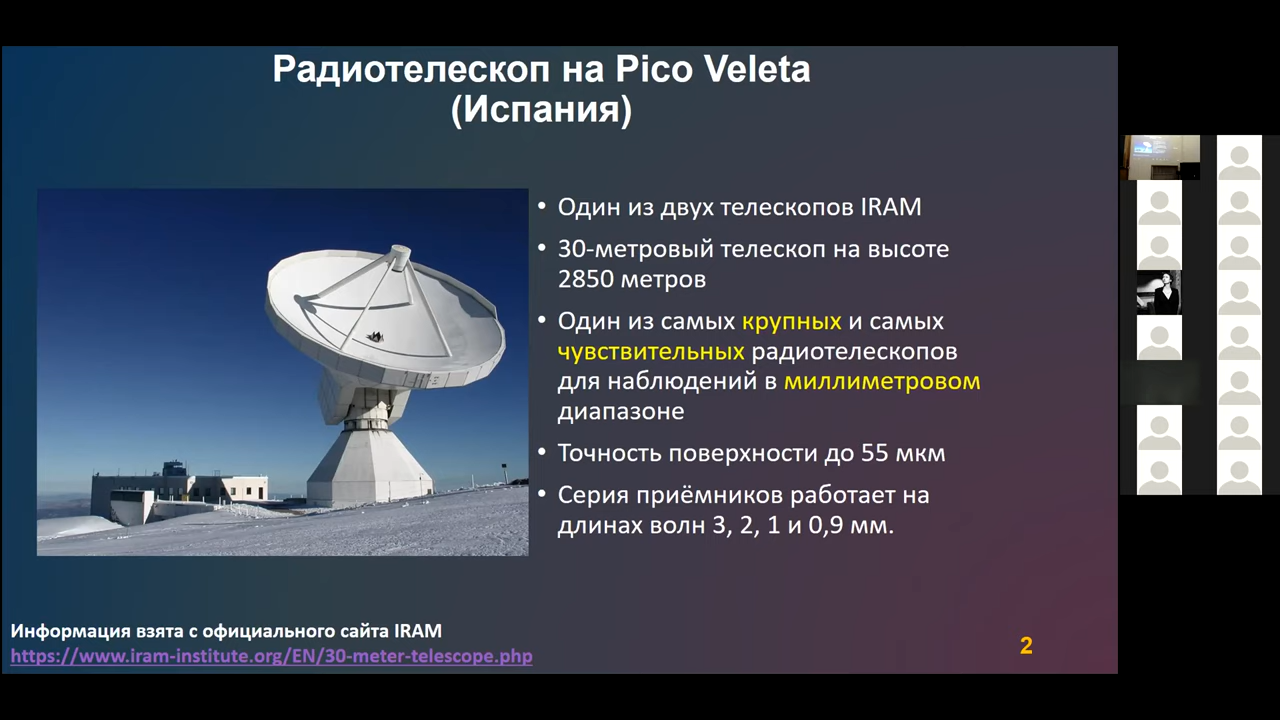 Радиотелескоп на Pico Veleta
(Испания)
• Один из двух телескопов IRAM
• 30-метровый телескоп на высоте
2850 метров
• Один из самых крупных и самых
чувствительных радиотелескопов
для наблюдений в миллиметровом
диапазоне
• Точность поверхности до 55 мкм
• Серия приёмников работает на
длинах волн 3, 2, 1 и 0,9 мм.
Информация взята с официального сайта IRAM
https://www.iram-institute.org/EN/30-meter-telescope.php
2